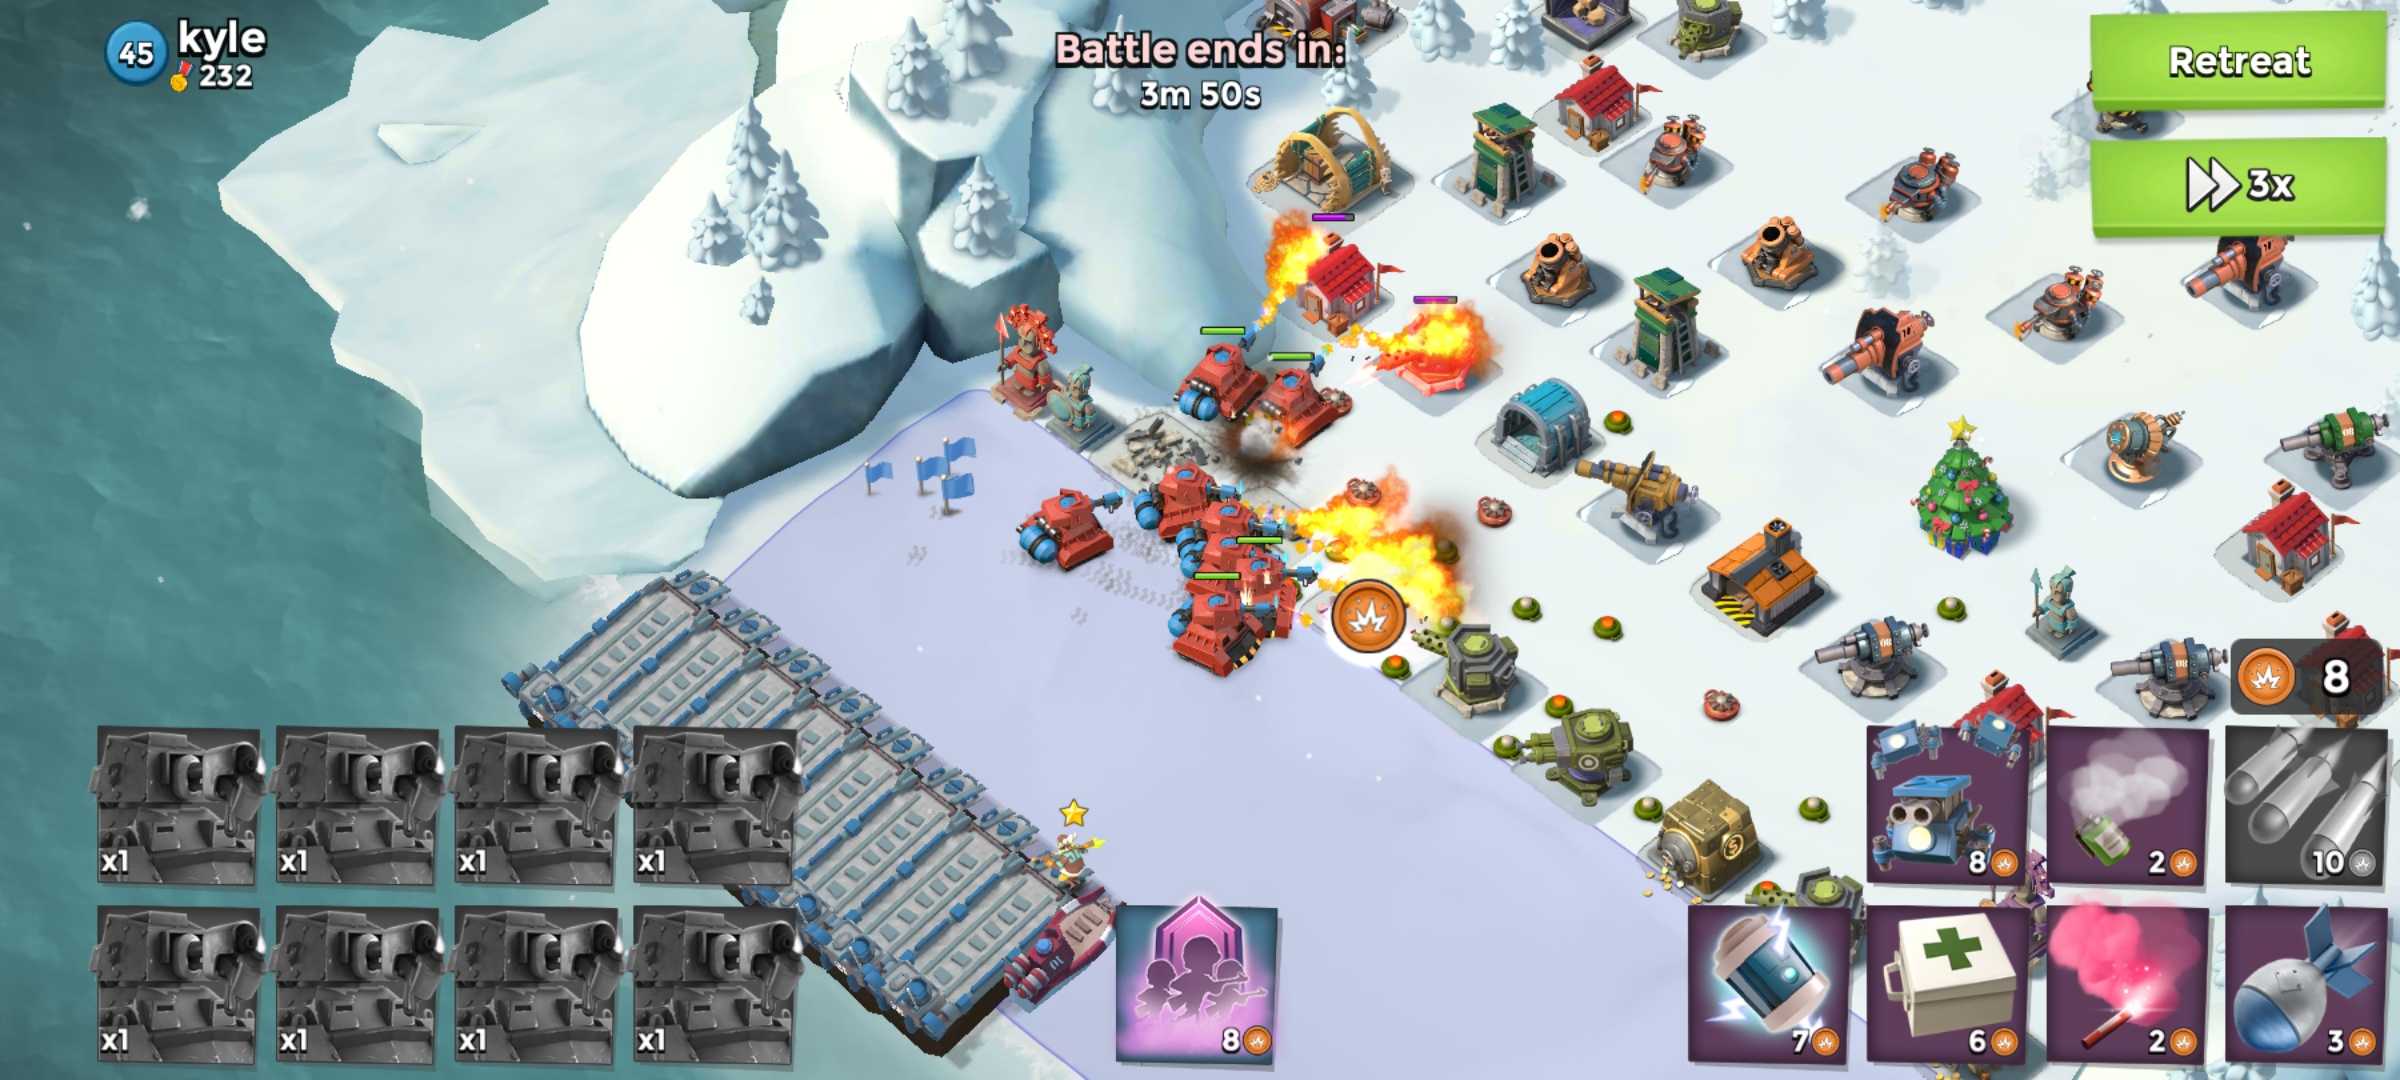 45 kyle
232
Battle ends in:
3m 50s
Retreat
3x
8
x1 x1 x1 x1
8 2 10
x1 x1 x1 x1
8 7 6 2 3